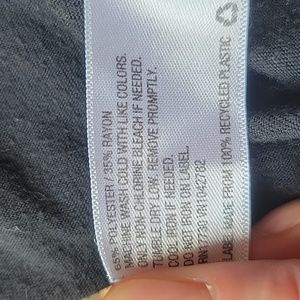 65% POLYESTER / 35% RAYON
MACHINE WASH COLD WITH LIKE COLORS.
ONLY NON-CHLORINE BLEACH IF NEEDED.
TUMBLE DRY LOW. REMOVE PROMPTLY.
COOL IRON IF NEEDED.
DO NOT IRON ON LABEL.
LABEL MADE FROM 100% RECYCLED PLASTIC